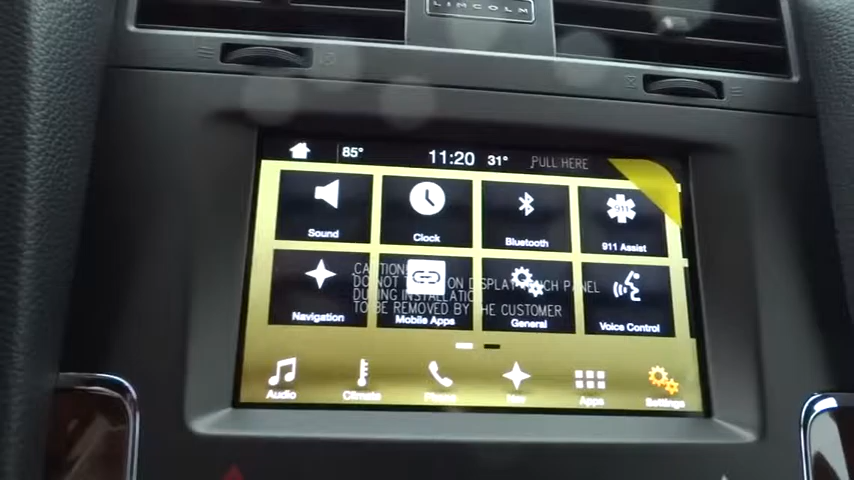 LINCOLN
85° 11:20 31° PULL HERE
Sound Clock Bluetooth 911 Assist
911
CAUTION:
DO NOT ON DISPLAY TOUCH PANEL
DURING INSTALLATION
TO BE REMOVED BY THE CUSTOMER
Navigation Mobile Apps General Voice Control
Audio Climate Phone Nav Apps Settings